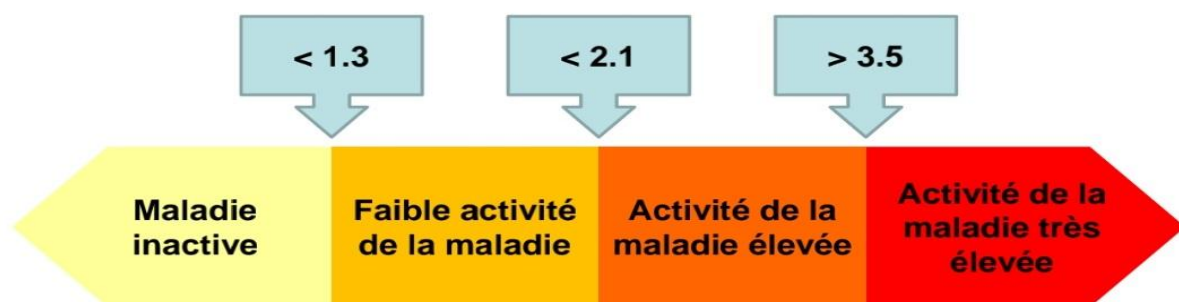 < 1.3
< 2.1
> 3.5
Maladie
inactive
Faible activité
de la maladie
Activité de la
maladie élevée
Activité de la
maladie très
élevée